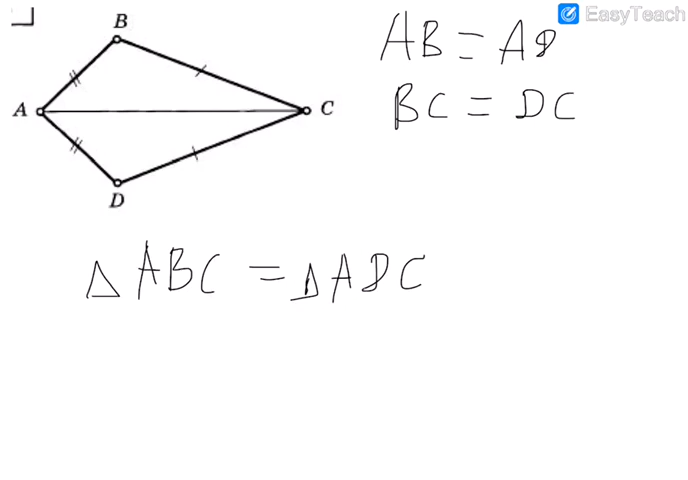 EasyTeach
B
A
C
D
AB = AD
BC = DC
△ABC = △ADC